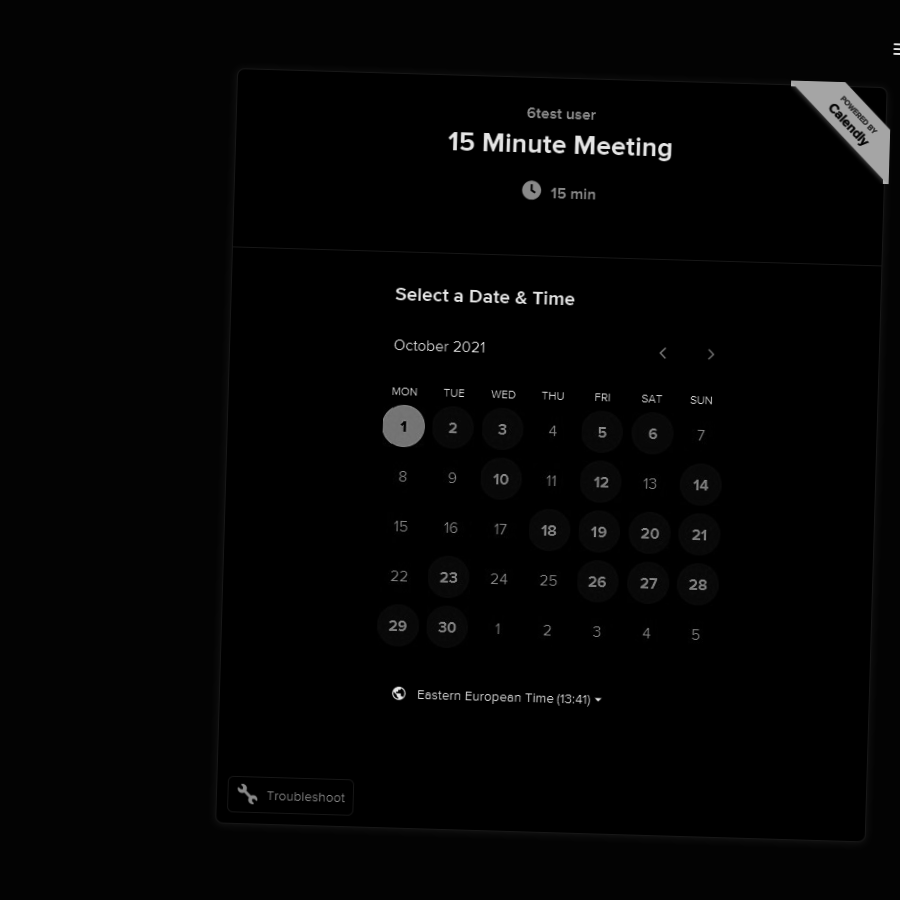 POWERED BY
Calendly
6test user
15 Minute Meeting
15 min
Select a Date & Time
October 2021
MON TUE WED THU FRI SAT SUN
1 2 3 4 5 6 7
8 9 10 11 12 13 14
15 16 17 18 19 20 21
22 23 24 25 26 27 28
29 30 1 2 3 4 5
Eastern European Time (13:41)
Troubleshoot